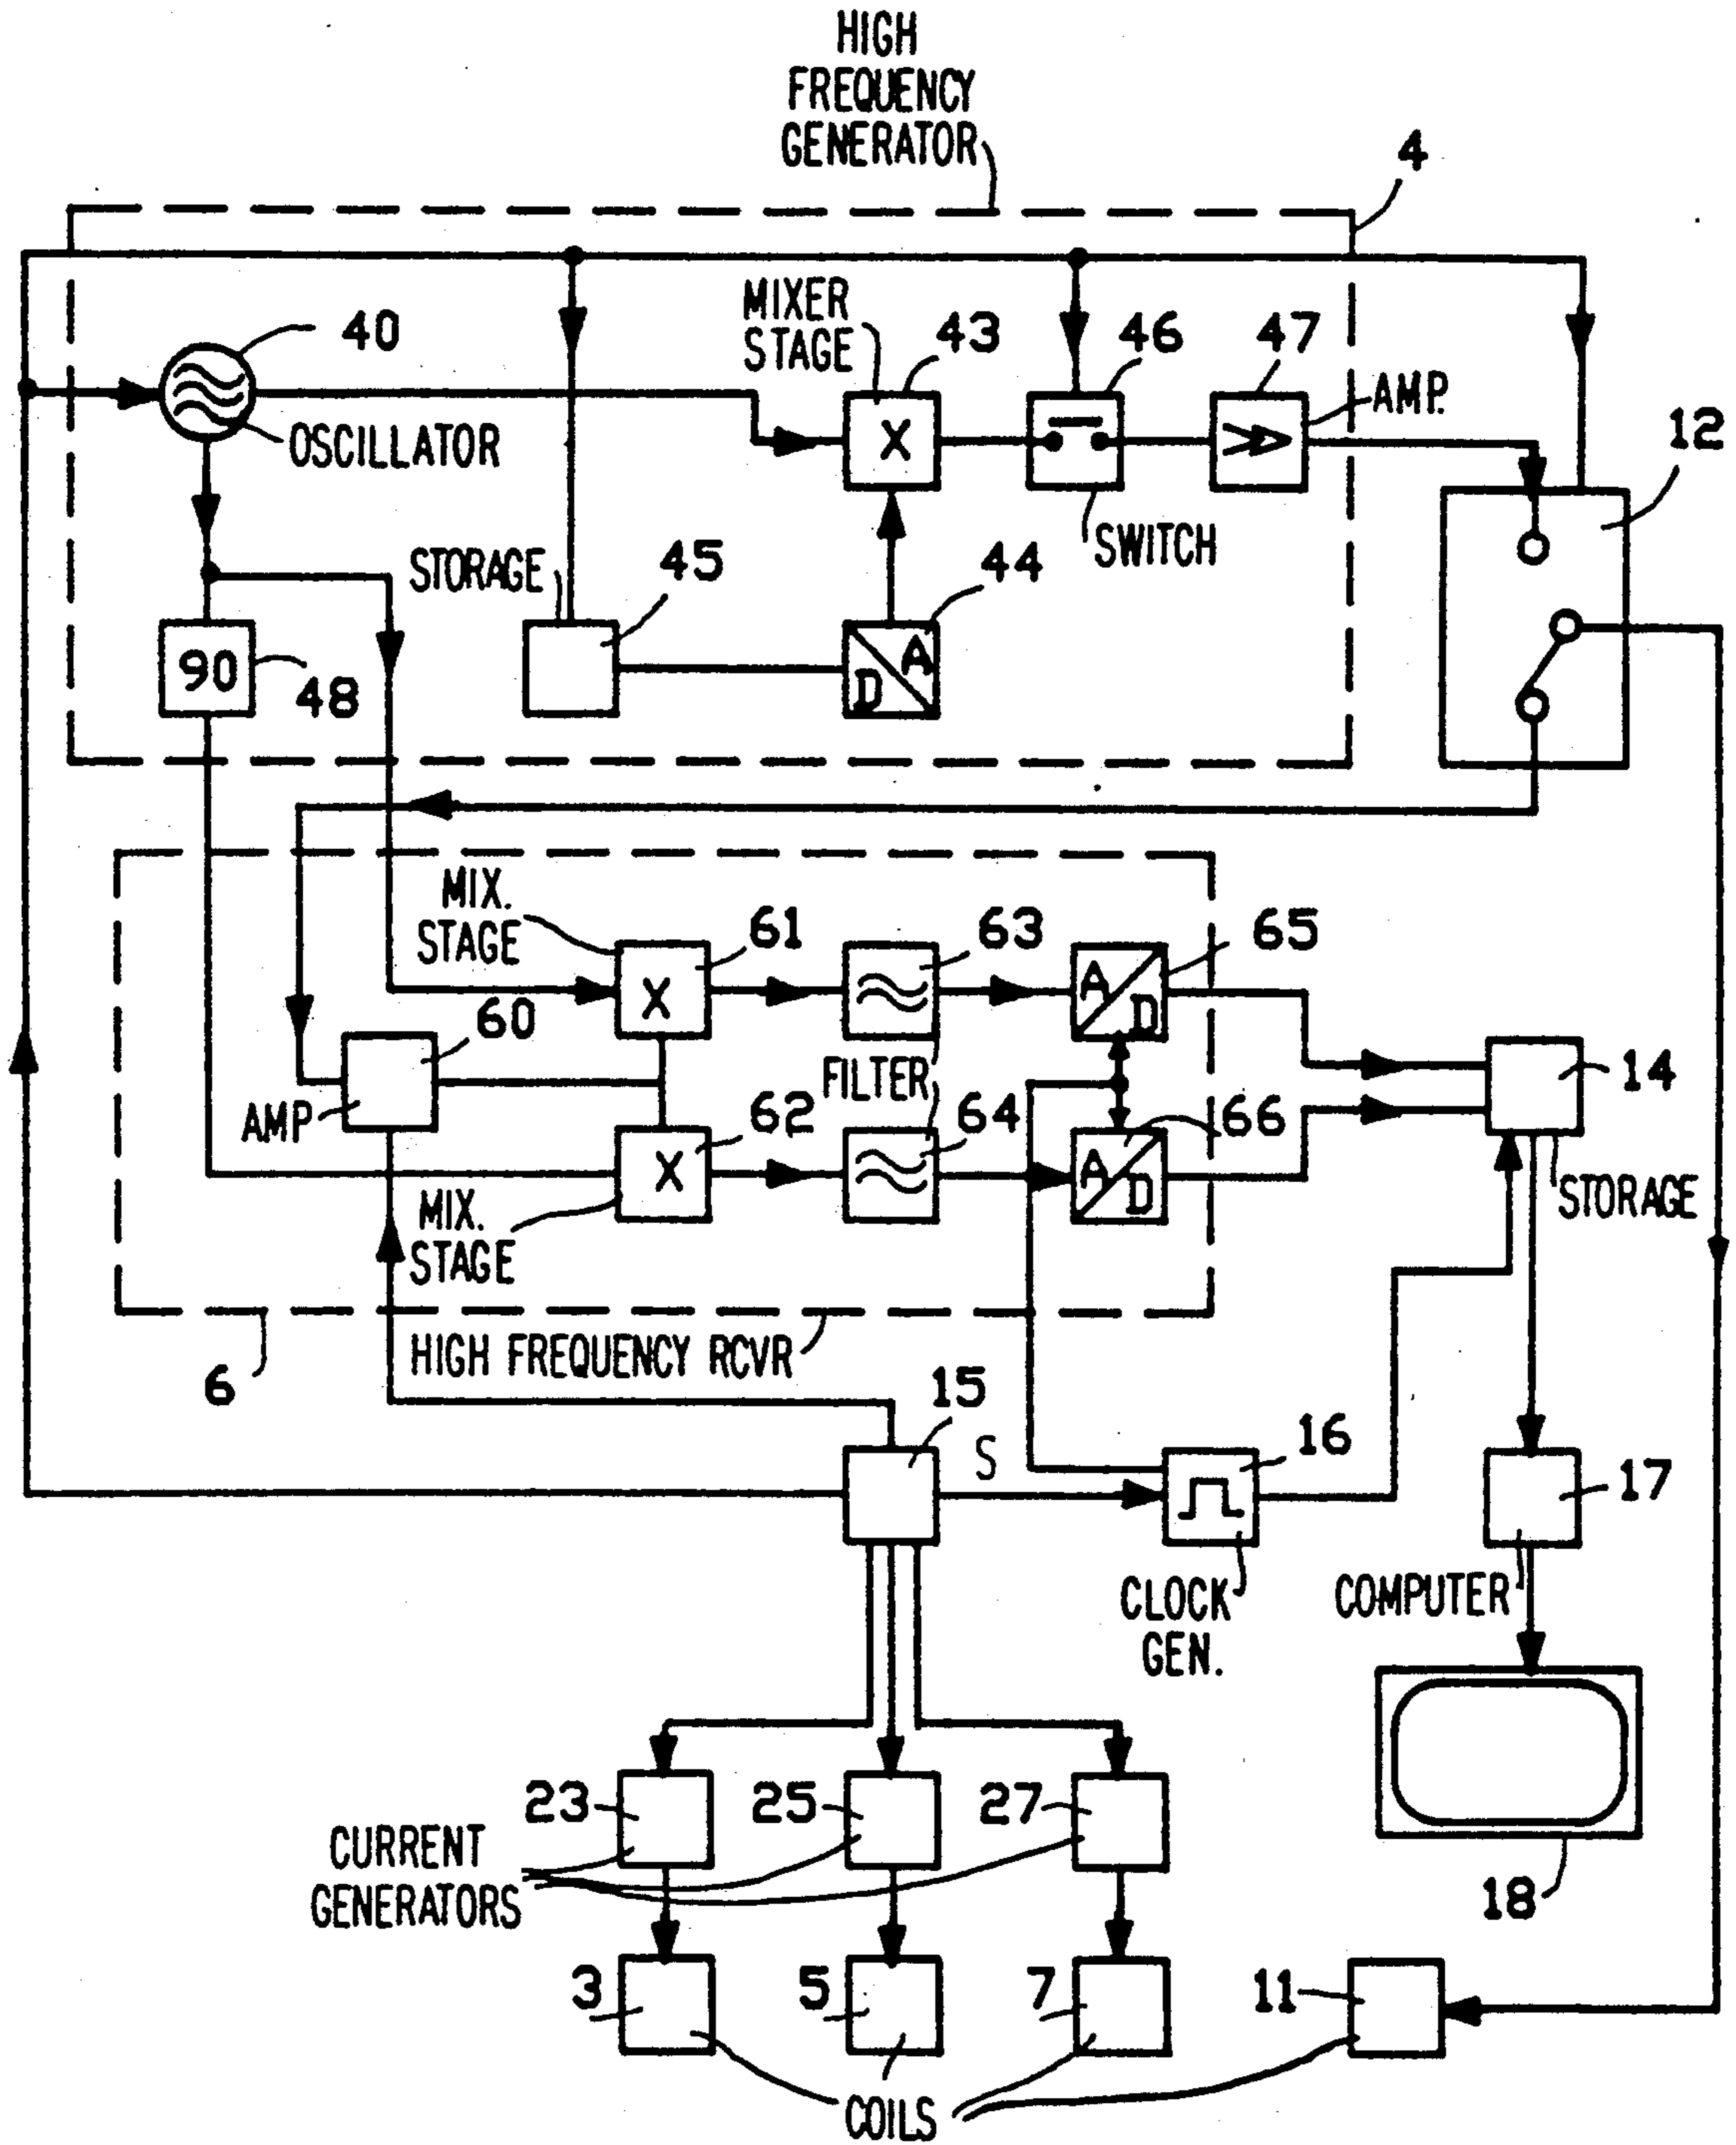 HIGH
FREQUENCY
GENERATOR
4
MIXER
STAGE
40
43
46
47
AMP.
OSCILLATOR
X
12
SWITCH
STORAGE
45
44
90
48
D A
MIX.
STAGE
61
63
65
X
A D
60
FILTER
14
AMP
62
64
66
X
A D
STORAGE
MIX.
STAGE
6
HIGH FREQUENCY RCVR
15
S
16
17
CLOCK
GEN.
COMPUTER
23
25
27
CURRENT
GENERATORS
18
3
5
7
11
COILS